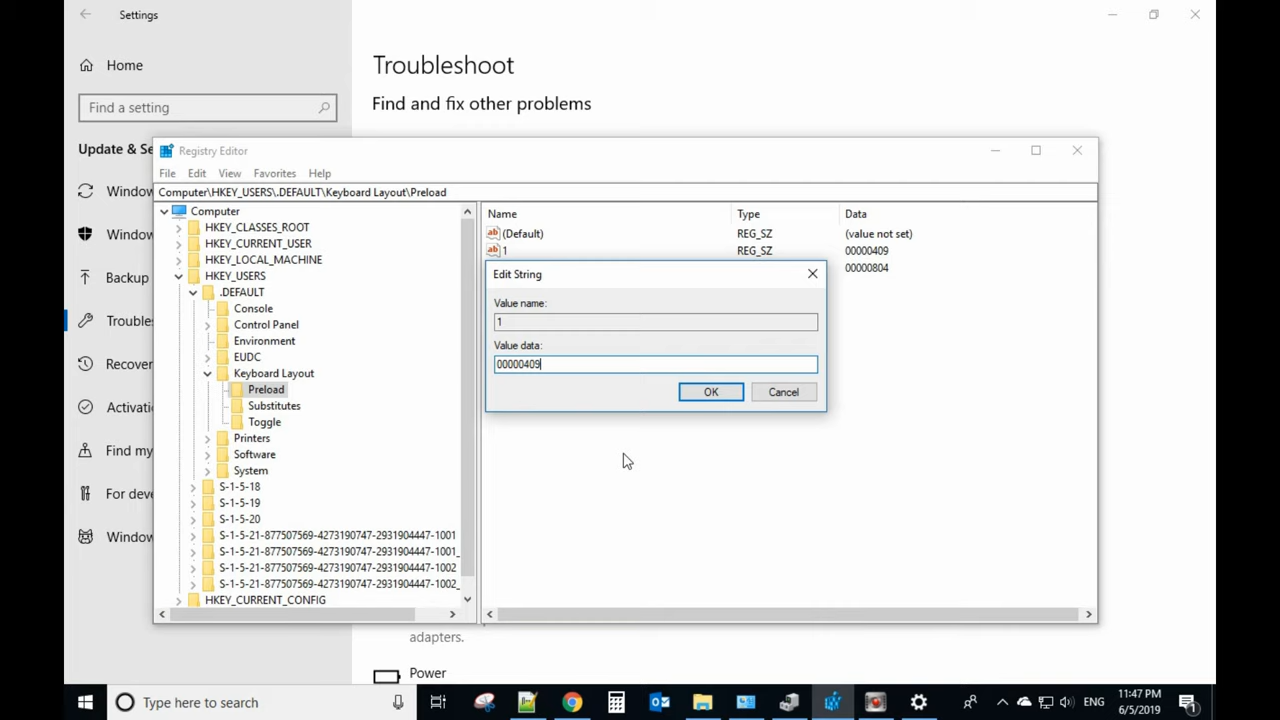 Settings
Home
Find a setting
Update & Se
Window
Window
Backup
Troubles
Recover
Activati
Find my
For deve
Window
Troubleshoot
Find and fix other problems
Registry Editor
File Edit View Favorites Help
Computer\HKEY_USERS\.DEFAULT\Keyboard Layout\Preload
Computer
HKEY_CLASSES_ROOT
HKEY_CURRENT_USER
HKEY_LOCAL_MACHINE
HKEY_USERS
.DEFAULT
Console
Control Panel
Environment
EUDC
Keyboard Layout
Preload
Substitutes
Toggle
Printers
Software
System
S-1-5-18
S-1-5-19
S-1-5-20
S-1-5-21-877507569-4273190747-2931904447-1001
S-1-5-21-877507569-4273190747-2931904447-1001_
S-1-5-21-877507569-4273190747-2931904447-1002
S-1-5-21-877507569-4273190747-2931904447-1002_
HKEY_CURRENT_CONFIG
Name Type Data
(Default) REG_SZ (value not set)
1 REG_SZ 00000409
00000804
Edit String
Value name:
1
Value data:
00000409
OK Cancel
adapters.
Power
Type here to search
ENG
11:47 PM
6/5/2019
1